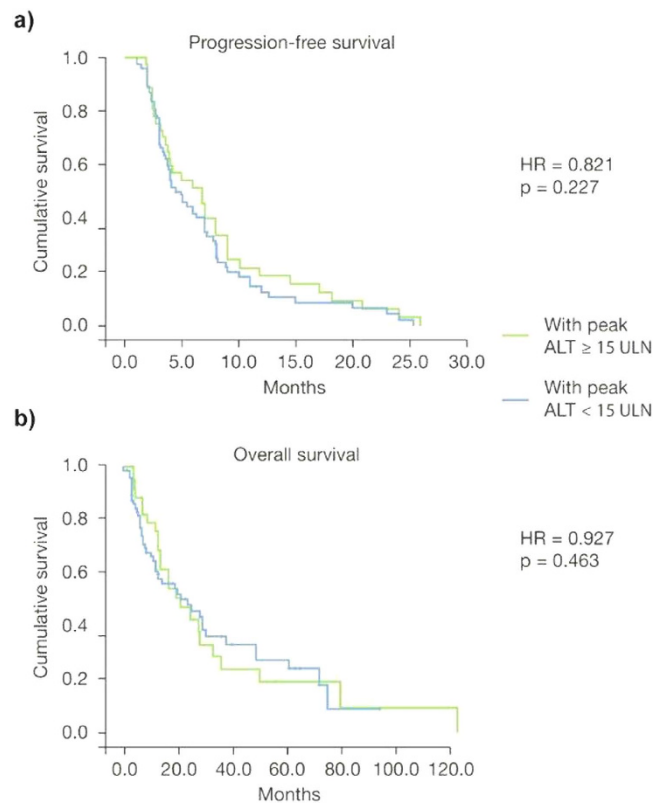 a)
Progression-free survival
1.0
0.8
0.6
0.4
0.2
0.0
Cumulative survival
0.0 5.0 10.0 15.0 20.0 25.0 30.0
Months
HR = 0.821
p = 0.227
With peak
ALT ≥ 15 ULN
With peak
ALT < 15 ULN
b)
Overall survival
1.0
0.8
0.6
0.4
0.2
0.0
Cumulative survival
0.0 20.0 40.0 60.0 80.0 100.0 120.0
Months
HR = 0.927
p = 0.463